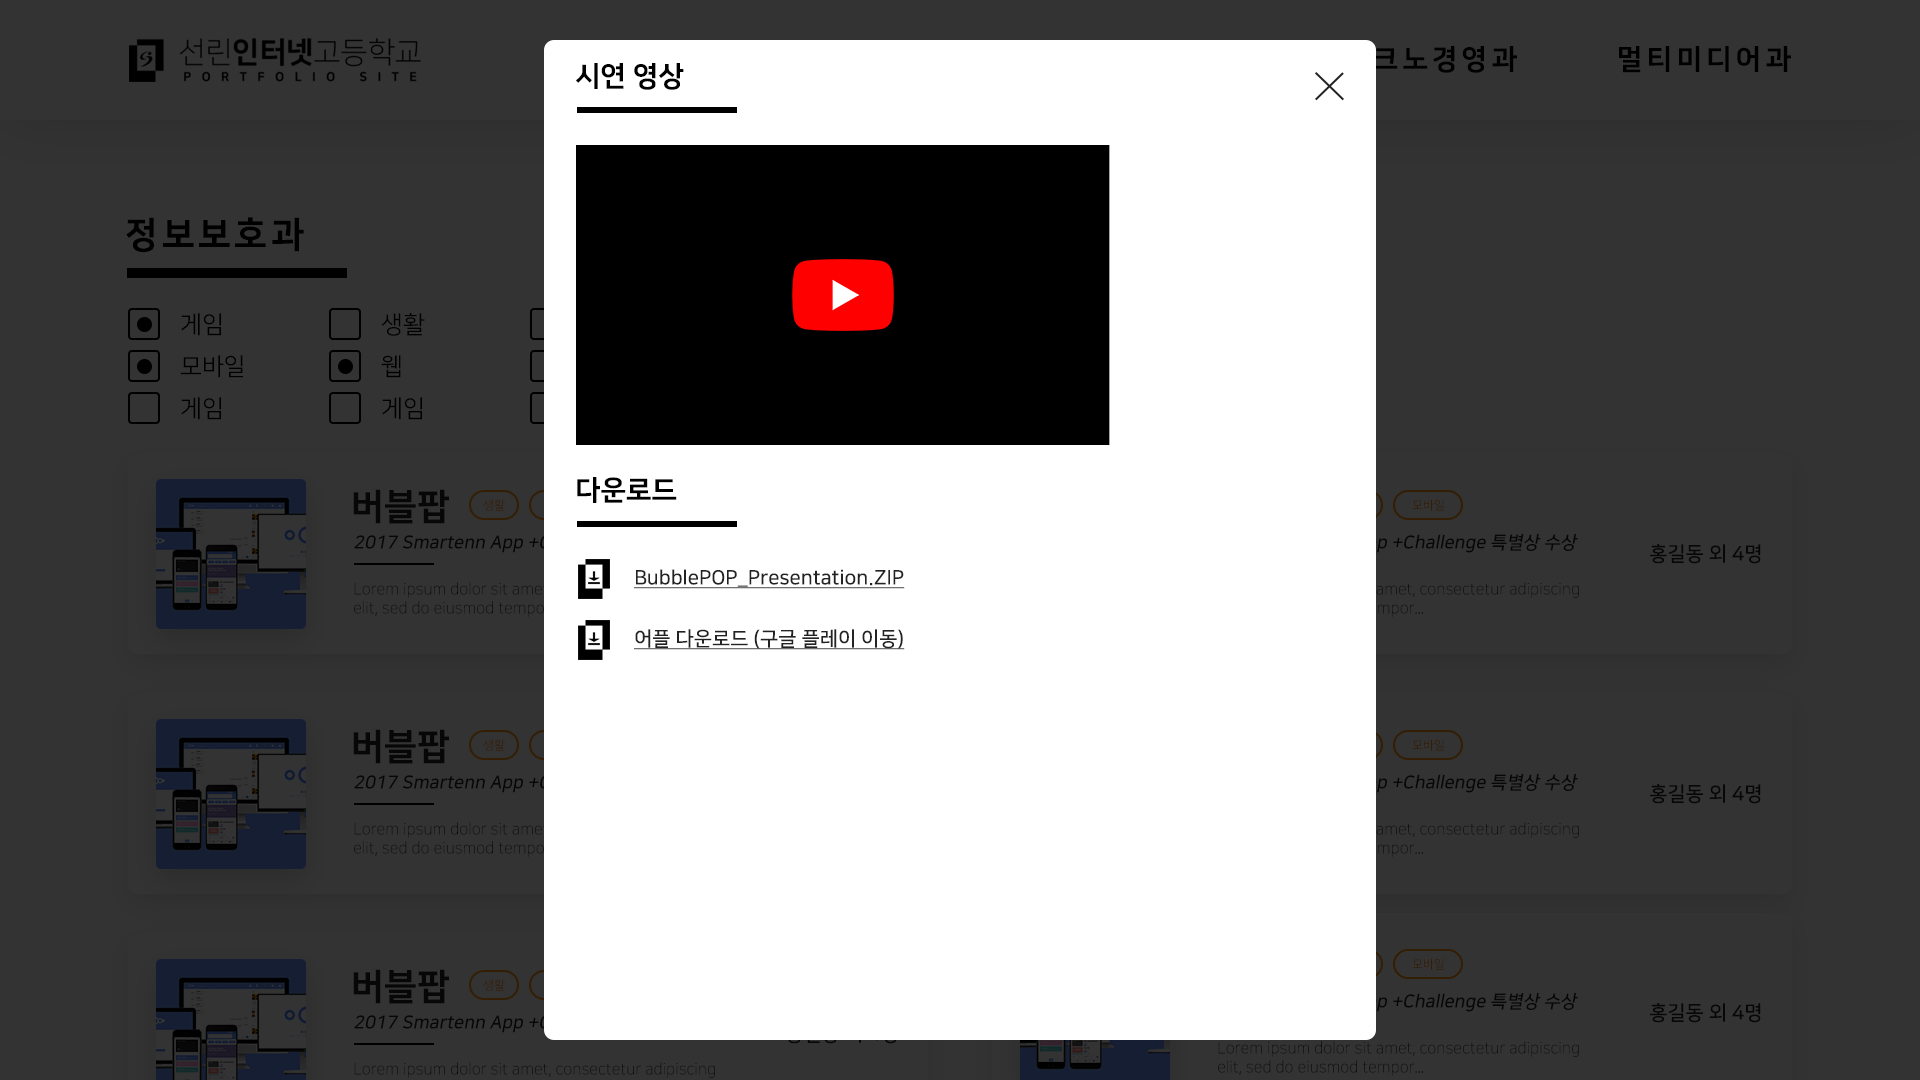 선린인터넷고등학교
PORTFOLIO SITE
크노경영과
멀티미디어과
시연 영상
정보보호과
게임
생활
모바일
웹
게임
게임
다운로드
BubblePOP_Presentation.ZIP
어플 다운로드 (구글 플레이 이동)
버블팝
생활
2017 Smartenn App +
Lorem ipsum dolor sit ame
elit, sed do eiusmod tempo
모바일
p +Challenge 특별상 수상
홍길동 외 4명
amet, consectetur adipiscing
mpor...
버블팝
생활
2017 Smartenn App +
Lorem ipsum dolor sit ame
elit, sed do eiusmod tempo
모바일
p +Challenge 특별상 수상
홍길동 외 4명
amet, consectetur adipiscing
mpor...
버블팝
생활
2017 Smartenn App +
Lorem ipsum dolor sit amet, consectetur adipiscing
모바일
p +Challenge 특별상 수상
홍길동 외 4명
Lorem ipsum dolor sit amet, consectetur adipiscing
elit, sed do eiusmod tempor...